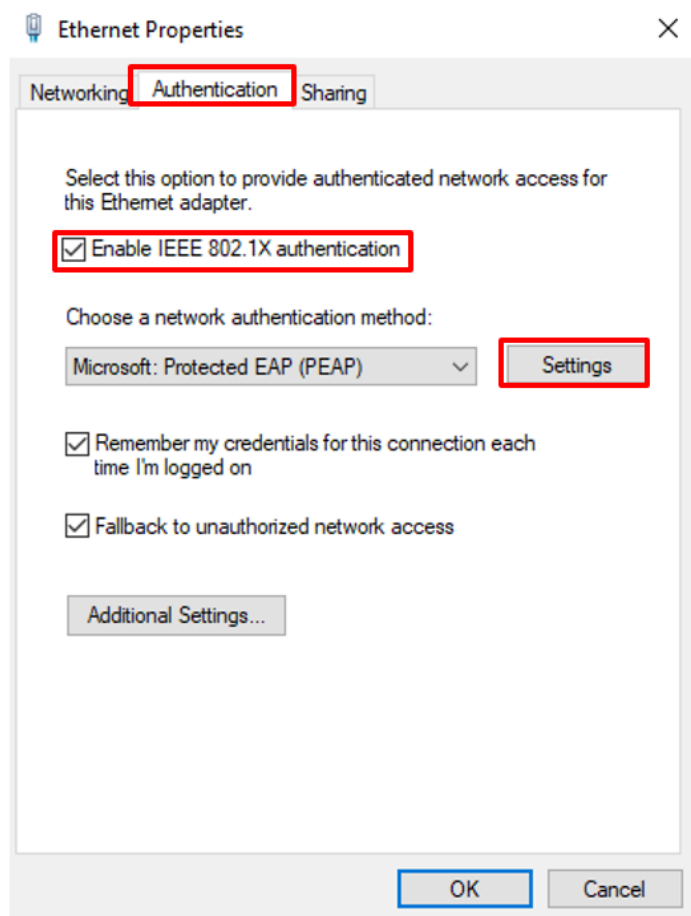 Ethernet Properties
Networking Authentication Sharing
Select this option to provide authenticated network access for
this Ethernet adapter.
Enable IEEE 802.1X authentication
Choose a network authentication method:
Microsoft: Protected EAP (PEAP) Settings
Remember my credentials for this connection each
time I'm logged on
Fallback to unauthorized network access
Additional Settings...
OK Cancel